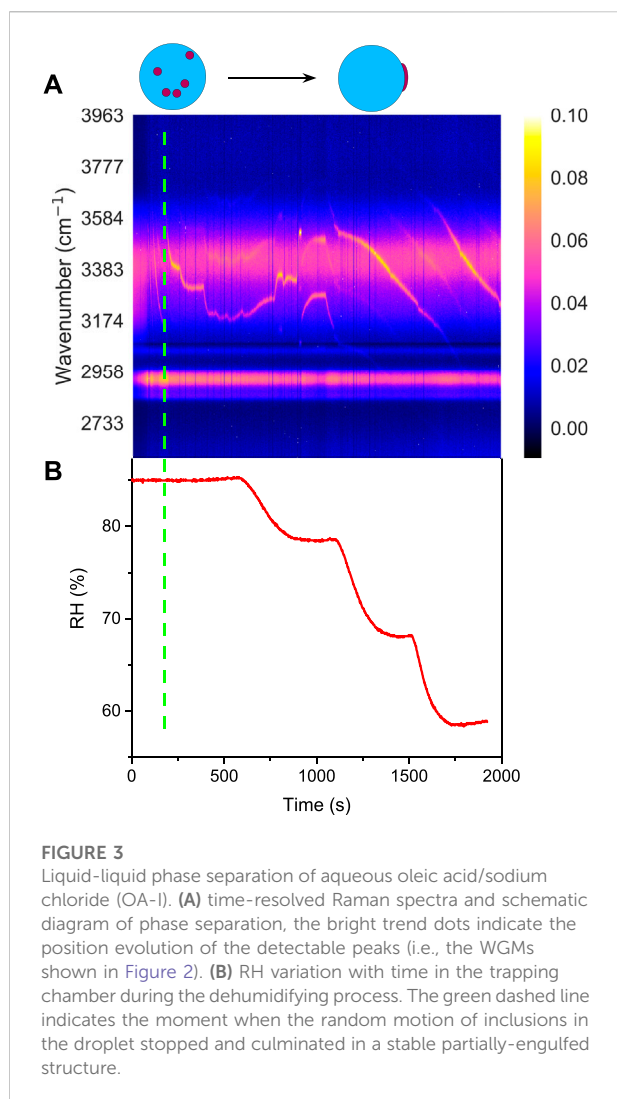 A
3963
3777
3584
3383
3174
2958
2733
Wavenumber (cm⁻¹)
0.10
0.08
0.06
0.04
0.02
0.00
B
80
70
60
RH (%)
0 500 1000 1500 2000
Time (s)
FIGURE 3
Liquid-liquid phase separation of aqueous oleic acid/sodium
chloride (OA-I). (A) time-resolved Raman spectra and schematic
diagram of phase separation, the bright trend dots indicate the
position evolution of the detectable peaks (i.e., the WGMs
shown in Figure 2). (B) RH variation with time in the trapping
chamber during the dehumidifying process. The green dashed line
indicates the moment when the random motion of inclusions in
the droplet stopped and culminated in a stable partially-engulfed
structure.